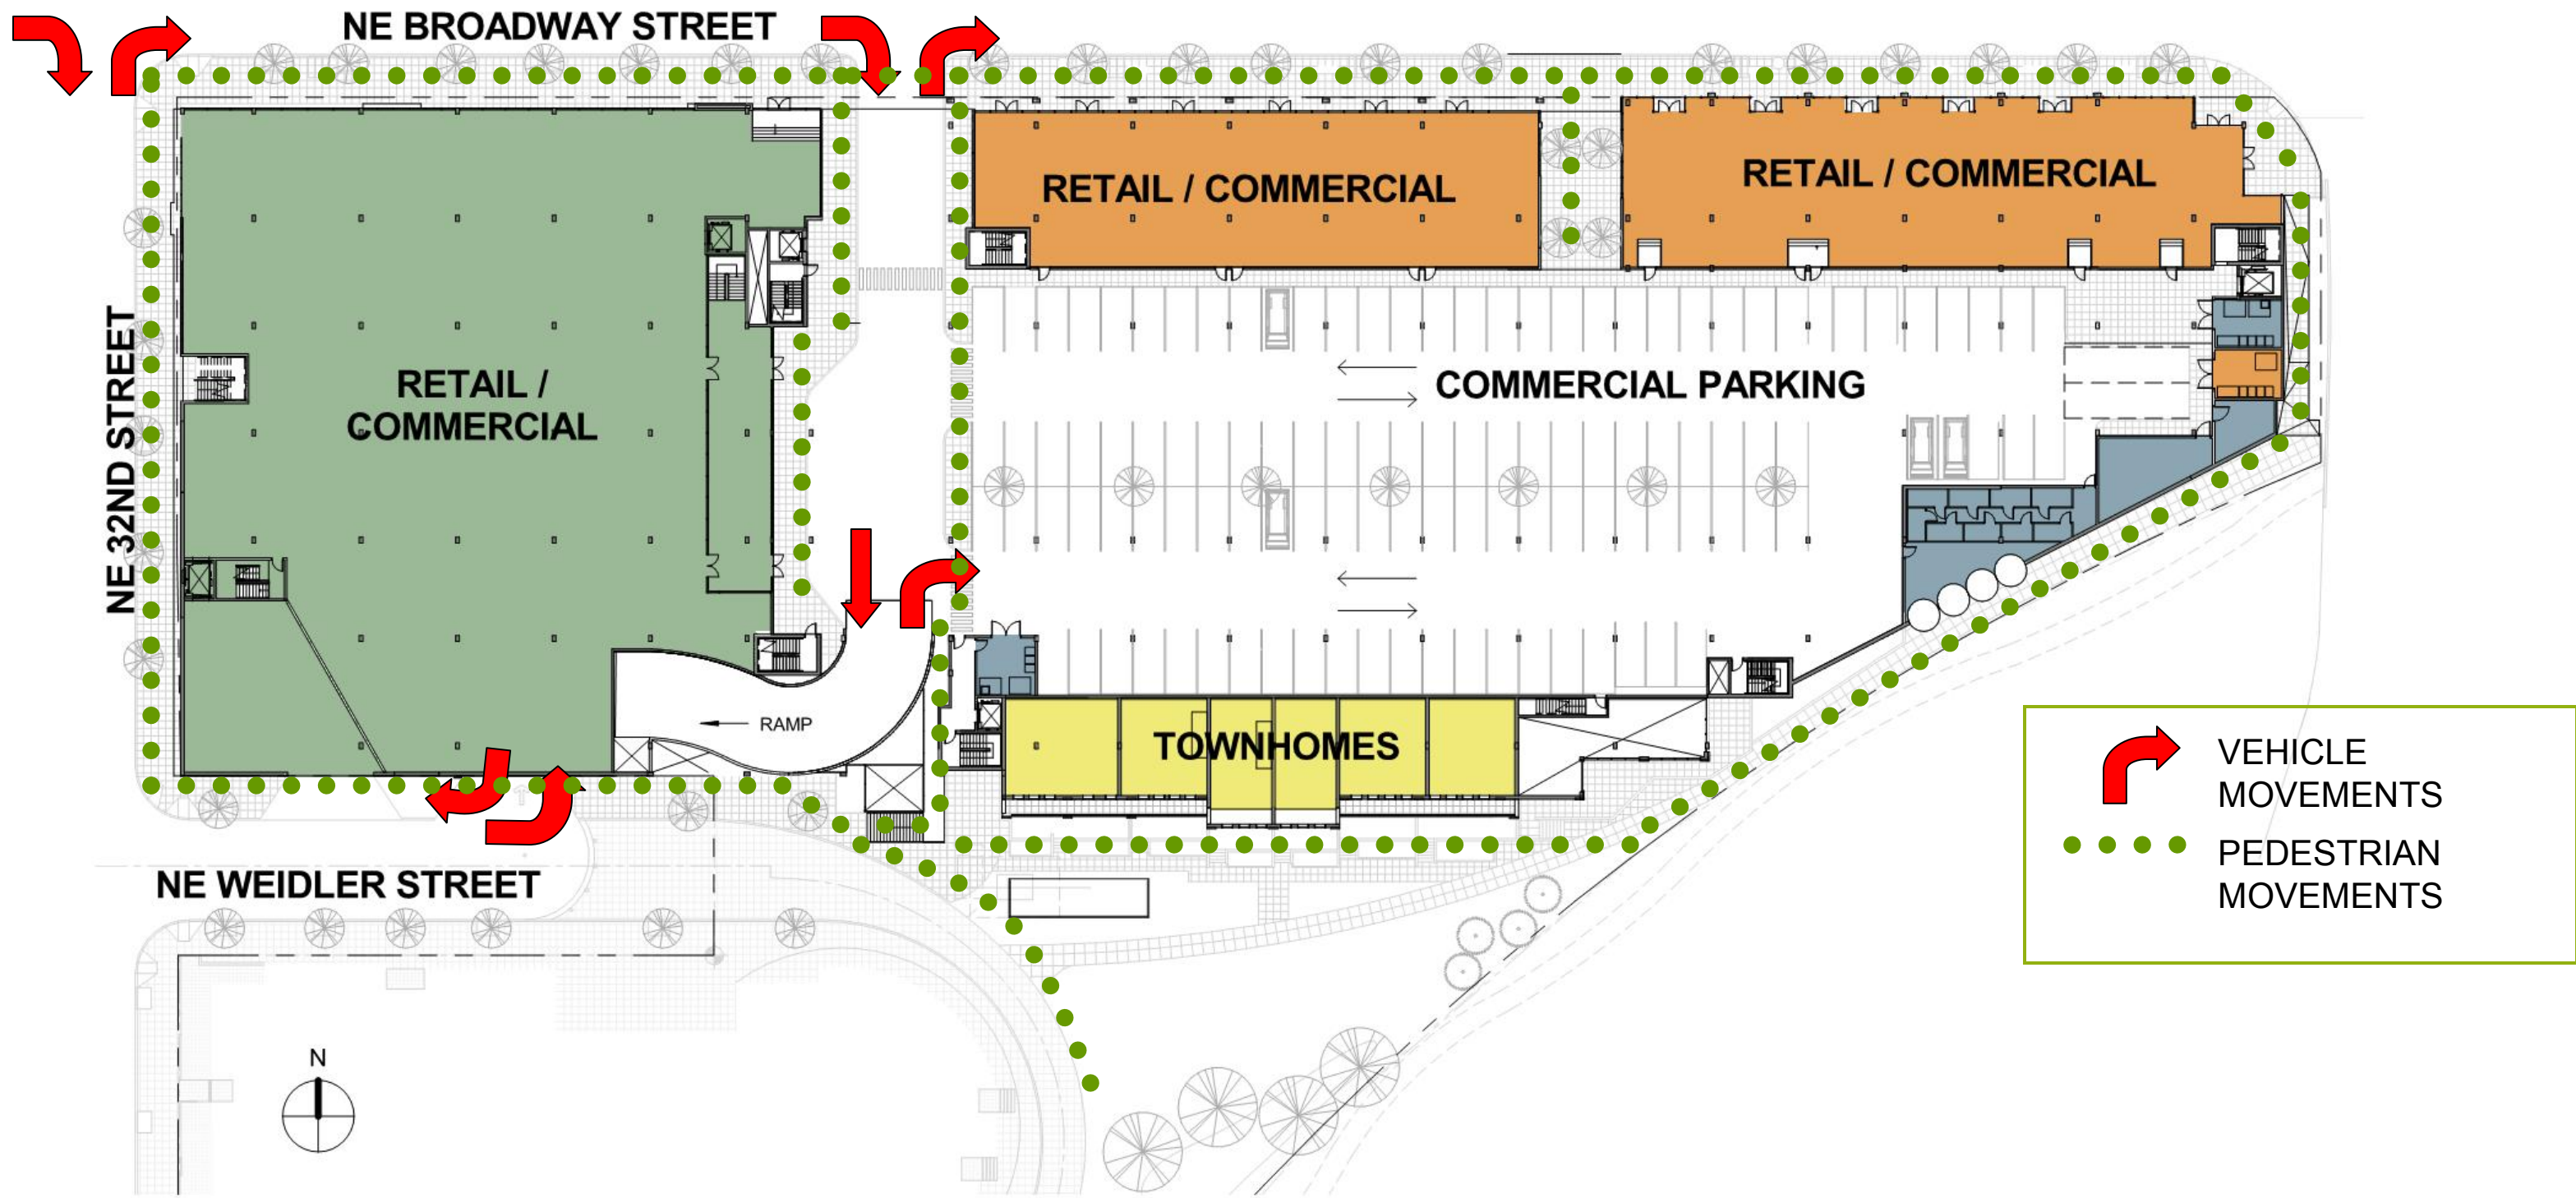 NE BROADWAY STREET
RETAIL / COMMERCIAL
RETAIL / COMMERCIAL
NE 32ND STREET
RETAIL /
COMMERCIAL
COMMERCIAL PARKING
RAMP
TOWNHOMES
NE WEIDLER STREET
N
VEHICLE
MOVEMENTS
PEDESTRIAN
MOVEMENTS